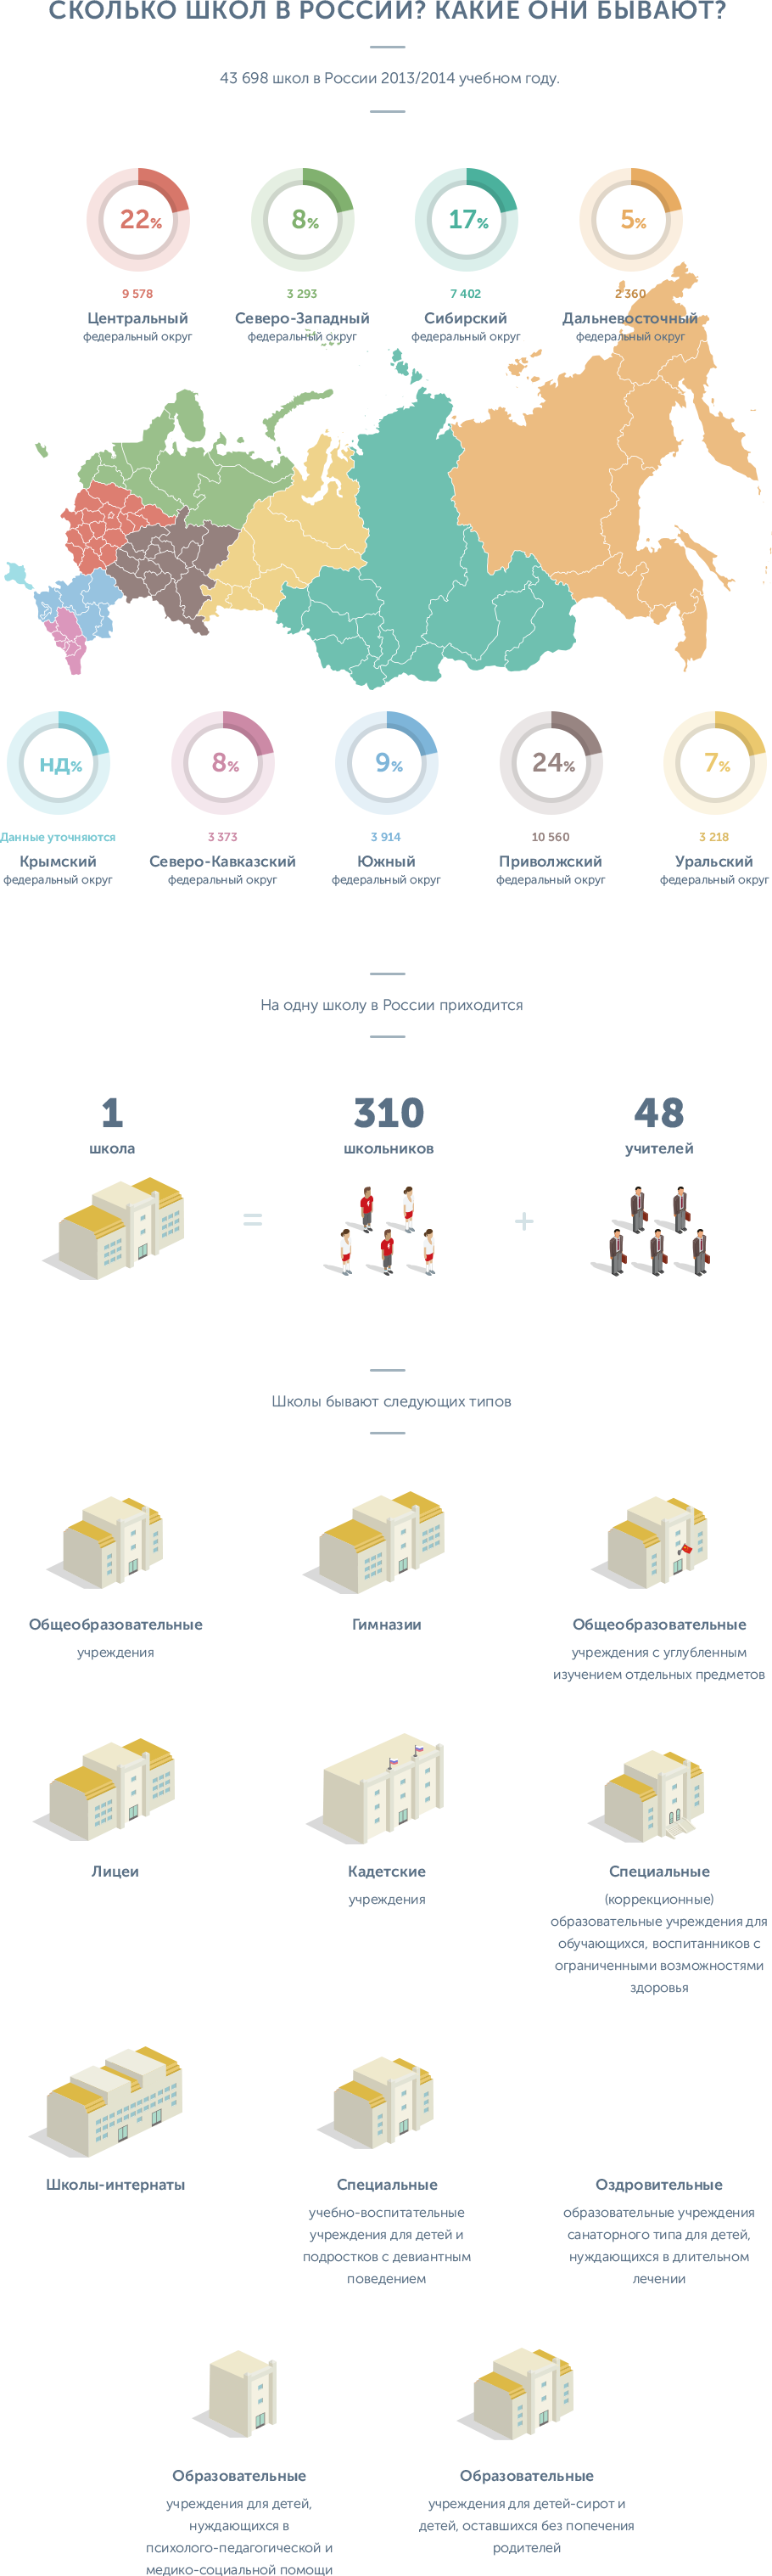 СКОЛЬКО ШКОЛ В РОССИИ? КАКИЕ ОНИ БЫВАЮТ?
43 698 школ в России 2013/2014 учебном году.
22% 8% 17% 5%
9 578 3 293 7 402 2 360
Центральный Северо-Западный Сибирский Дальневосточный
федеральный округ федеральный округ федеральный округ федеральный округ
нд% 8% 9% 24% 7%
Данные уточняются 3 373 3 914 10 560 3 218
Крымский Северо-Кавказский Южный Приволжский Уральский
федеральный округ федеральный округ федеральный округ федеральный округ федеральный округ
На одну школу в России приходится
1 310 48
школа школьников учителей
= +
Школы бывают следующих типов
Общеобразовательные
учреждения
Гимназии
Общеобразовательные
учреждения с углубленным
изучением отдельных предметов
Лицеи
Кадетские
учреждения
Специальные
(коррекционные)
образовательные учреждения для
обучающихся, воспитанников с
ограниченными возможностями
здоровья
Школы-интернаты
Специальные
учебно-воспитательные
учреждения для детей и
подростков с девиантным
поведением
Оздровительные
образовательные учреждения
санаторного типа для детей,
нуждающихся в длительном
лечении
Образовательные
учреждения для детей,
нуждающихся в
психолого-педагогической и
медико-социальной помощи
Образовательные
учреждения для детей-сирот и
детей, оставшихся без попечения
родителей